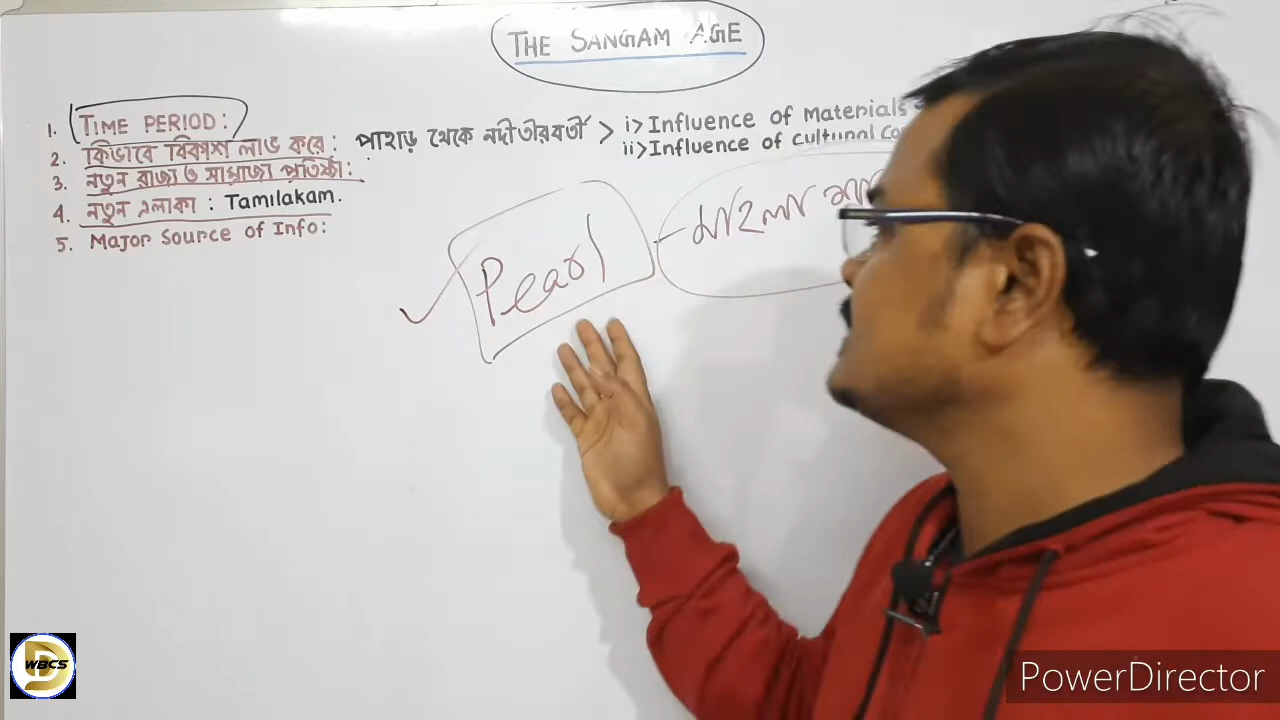 THE SANGAM AGE
1. TIME PERIOD:
2. কিভাবে বিকাশ লাভ করে : পাহাড় থেকে নদীতীরবর্তী > i> Influence of Materials
ii> Influence of cultural
3. নতুন রাজ্য ও সাম্রাজ্য প্রতিষ্ঠা:
4. নতুন এলাকা : Tamilakam.
5. Major Source of Info:
Pearl
মহিলা
WBCS
PowerDirector